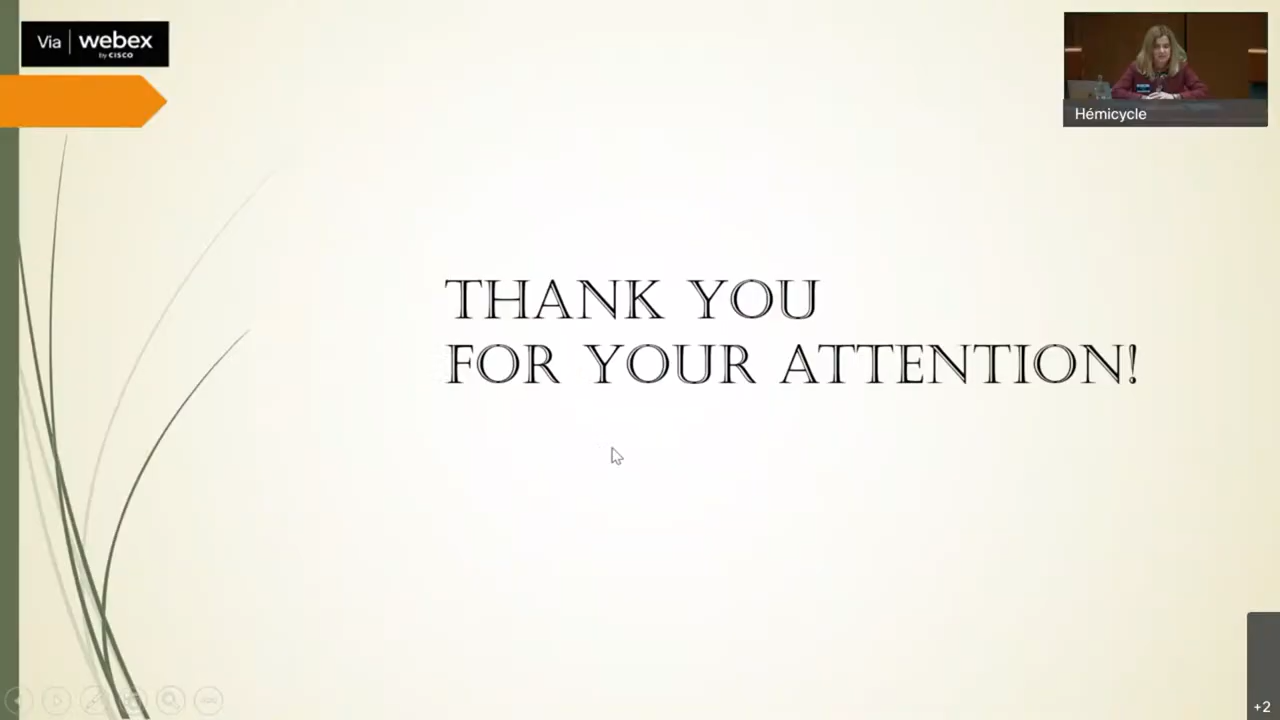 Via webex
by CISCO
Hémicycle
THANK YOU
FOR YOUR ATTENTION!
+2